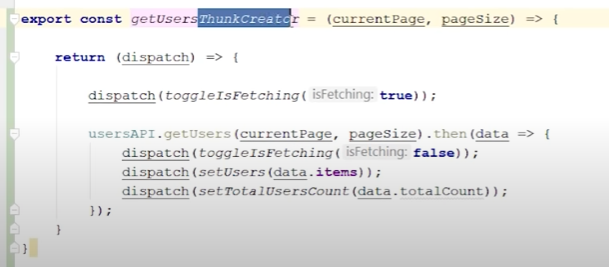 export const getUsersThunkCreator = (currentPage, pageSize) => {
return (dispatch) => {
dispatch(toggleIsFetching( isFetching: true));
usersAPI.getUsers(currentPage, pageSize).then(data => {
dispatch(toggleIsFetching( isFetching: false));
dispatch(setUsers(data.items));
dispatch(setTotalUsersCount(data.totalCount));
});
}
}